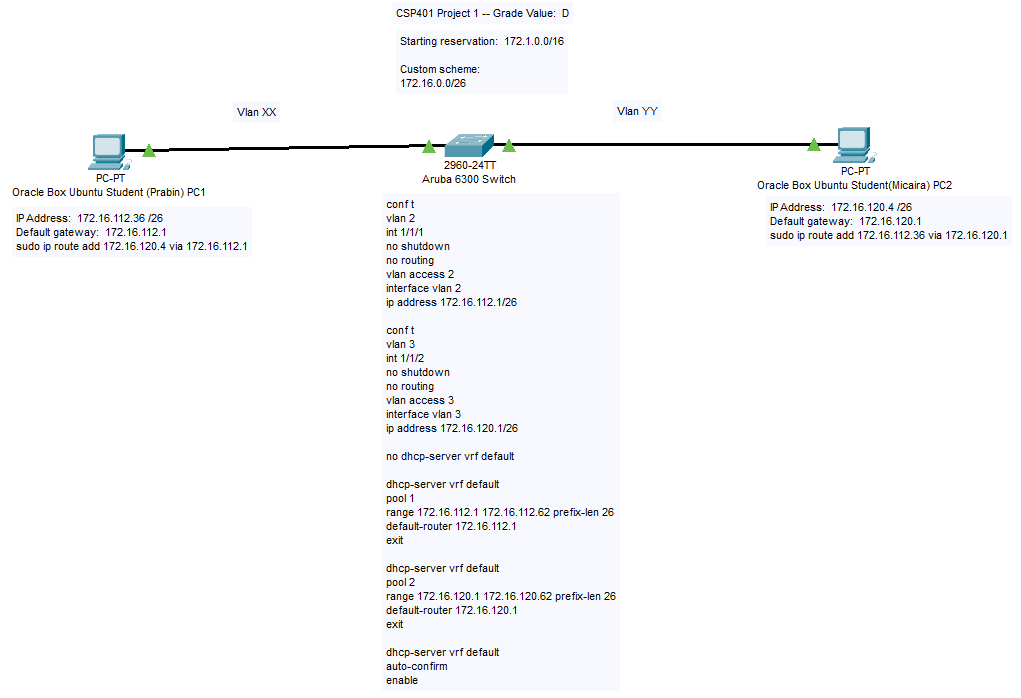 CSP401 Project 1 -- Grade Value:  D
Starting reservation:  172.1.0.0/16
Custom scheme:
172.16.0.0/26
Vlan XX
Vlan YY
PC-PT
Oracle Box Ubuntu Student (Prabin) PC1
IP Address:  172.16.112.36 /26
Default gateway:  172.16.112.1
sudo ip route add 172.16.120.4 via 172.16.112.1
2960-24TT
Aruba 6300 Switch
PC-PT
Oracle Box Ubuntu Student(Micaira) PC2
IP Address:  172.16.120.4 /26
Default gateway:  172.16.120.1
sudo ip route add 172.16.112.36 via 172.16.120.1
conf t
vlan 2
int 1/1/1
no shutdown
no routing
vlan access 2
interface vlan 2
ip address 172.16.112.1/26
conf t
vlan 3
int 1/1/2
no shutdown
no routing
vlan access 3
interface vlan 3
ip address 172.16.120.1/26
no dhcp-server vrf default
dhcp-server vrf default
pool 1
range 172.16.112.1 172.16.112.62 prefix-len 26
default-router 172.16.112.1
exit
dhcp-server vrf default
pool 2
range 172.16.120.1 172.16.120.62 prefix-len 26
default-router 172.16.120.1
exit
dhcp-server vrf default
auto-confirm
enable